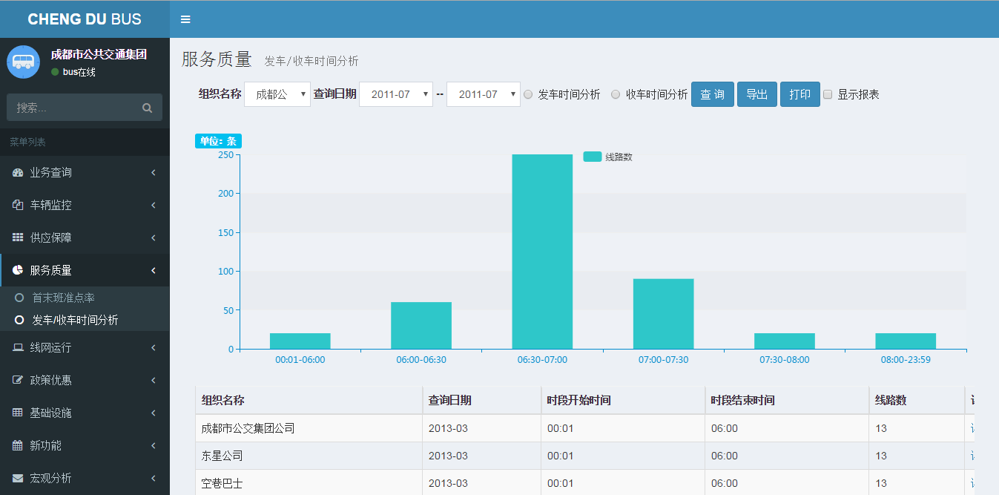 CHENG DU BUS
成都市公共交通集团
bus在线
搜索...
菜单列表
业务查询
车辆监控
供应保障
服务质量
首末班准点率
发车/收车时间分析
线网运行
政策优惠
基础设施
新功能
宏观分析
服务质量 发车/收车时间分析
组织名称 成都公 查询日期 2011-07 -- 2011-07 发车时间分析 收车时间分析 查 询 导出 打印 显示报表
单位: 条
线路数
250
200
150
100
50
0
00:01-06:00 06:00-06:30 06:30-07:00 07:00-07:30 07:30-08:00 08:00-23:59
组织名称 查询日期 时段开始时间 时段结束时间 线路数
成都市公交集团公司 2013-03 00:01 06:00 13
东星公司 2013-03 00:01 06:00 13
空巷巴士 2013-03 00:01 06:00 13